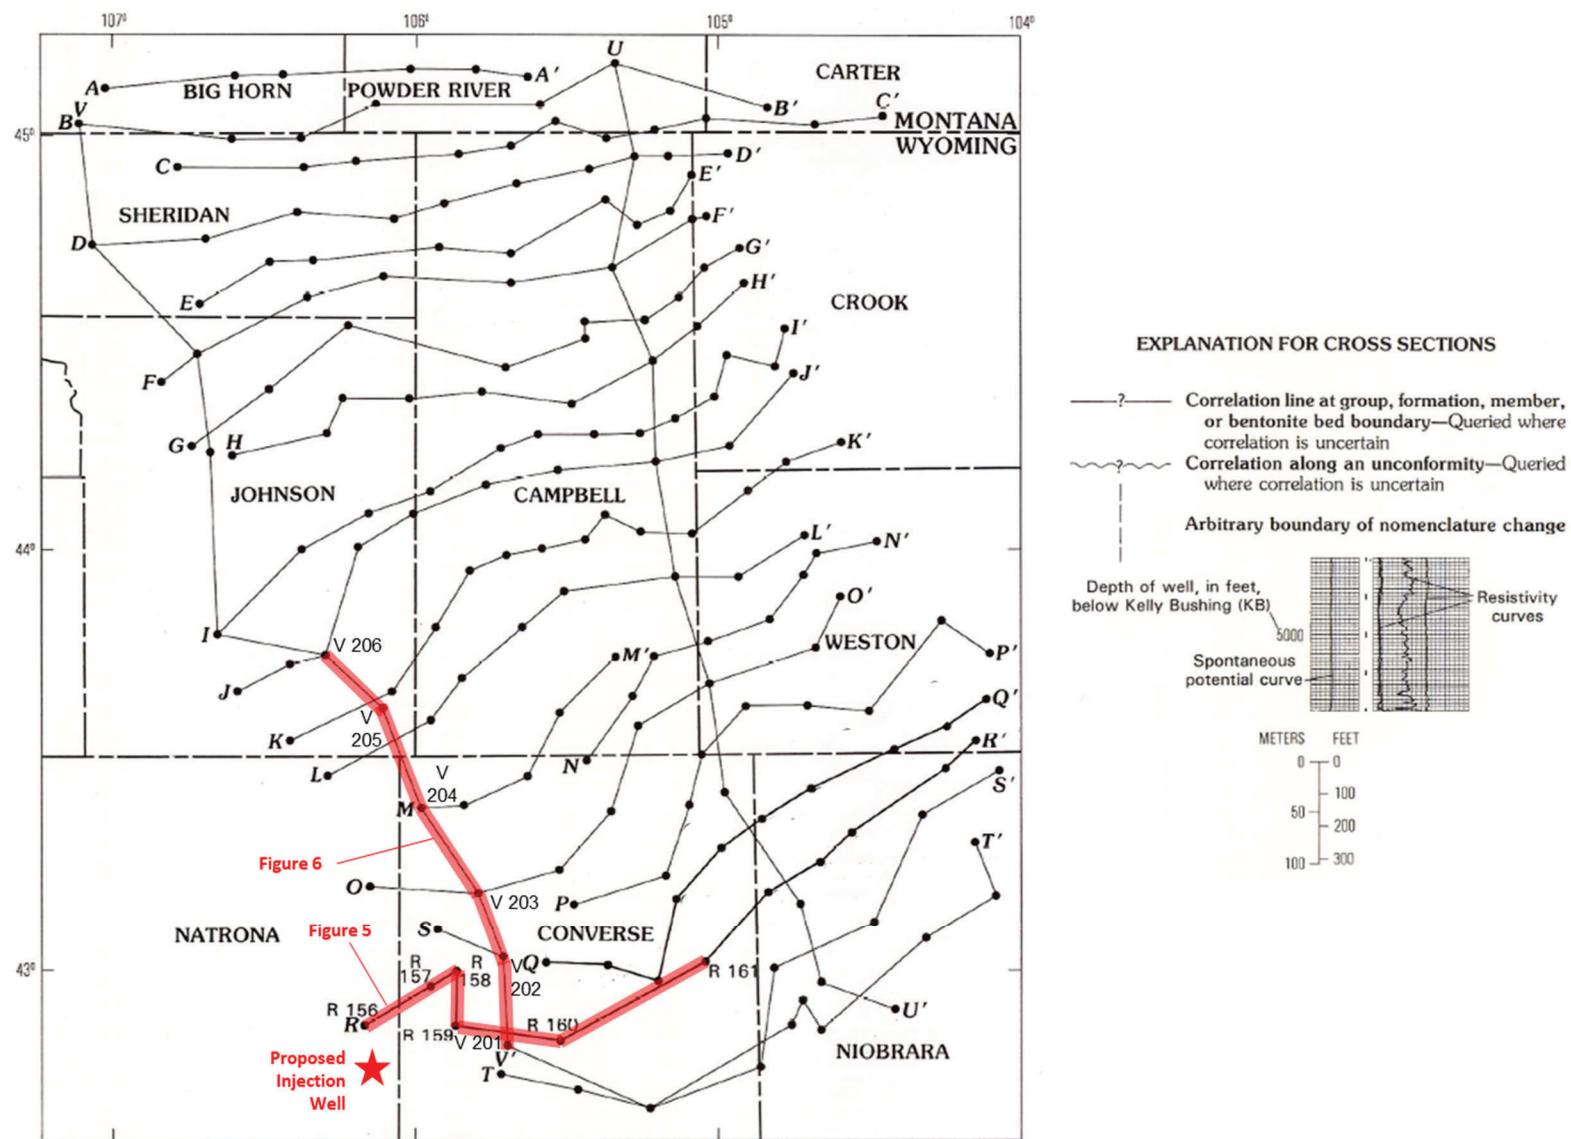 107° 106° 105° 104°
U
A A′ CARTER
BIG HORN POWDER RIVER
V B′ C′
B
45° MONTANA
WYOMING
C D′
E′
SHERIDAN F′
D G′
E H′
CROOK
I′
F J′
G H K′
JOHNSON CAMPBELL
44° L′ N′
O′
I V 206 WESTON
M′ P′
J
Q′
K V
205 R′
L V N S′
204
M
T′
Figure 6
O V 203 P
NATRONA Figure 5 S CONVERSE
43° R
157 R
158 V
202 Q R 161
R 156 U′
R R 159 R 160
V 201
V′ NIOBRARA
Proposed
Injection
Well
T
EXPLANATION FOR CROSS SECTIONS
? Correlation line at group, formation, member,
or bentonite bed boundary—Queried where
correlation is uncertain
? Correlation along an unconformity—Queried
where correlation is uncertain
Arbitrary boundary of nomenclature change
Depth of well, in feet,
below Kelly Bushing (KB)
5000
Resistivity
curves
Spontaneous
potential curve
METERS FEET
0 0
100
50 200
100 300